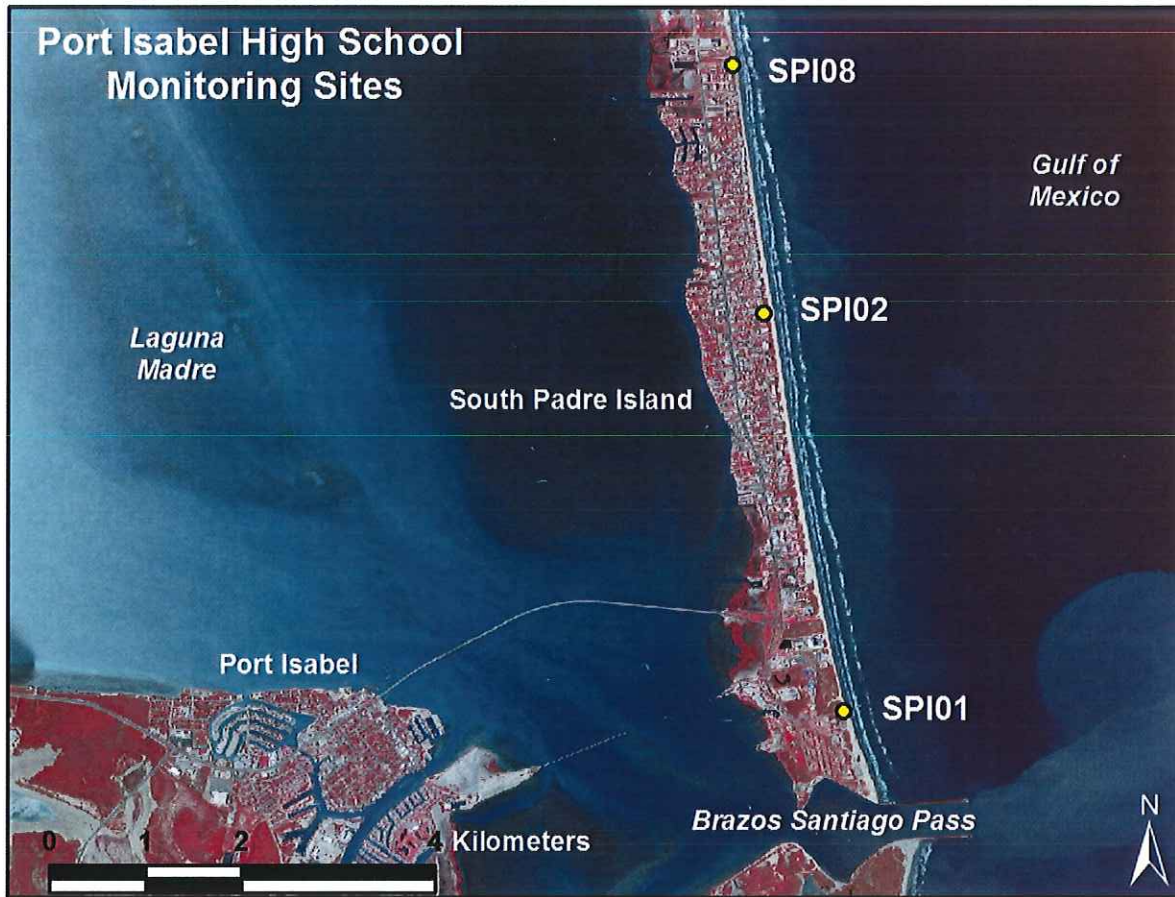 Port Isabel High School
Monitoring Sites
SPI08
Gulf of
Mexico
SPI02
Laguna
Madre
South Padre Island
Port Isabel
SPI01
Brazos Santiago Pass
0 1 2 4 Kilometers
N